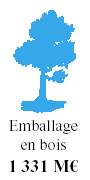 Emballage
en bois
1 331 M€